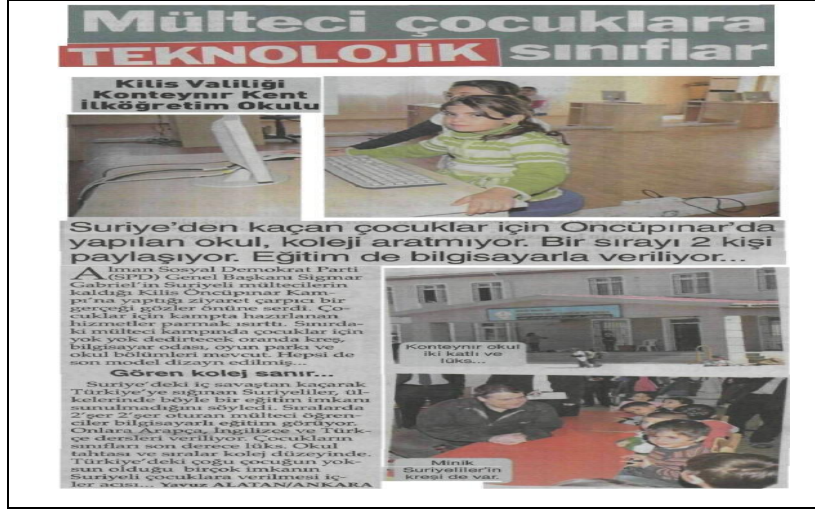 Mülteci çocuklara
TEKNOLOJİK sınıflar
Kilis Valiliği
Konteynır Kent
İlköğretim Okulu
Suriye'den kaçan çocuklar için Öncüpınar'da
yapılan okul, koleji aratmıyor. Bir sırayı 2 kişi
paylaşıyor. Eğitim de bilgisayarla veriliyor...
Alman Sosyal Demokrat Parti
(SPD) Genel Başkanı Sigmar
Gabriel'in Suriyeli mültecilerin
kaldığı Kilis Öncüpınar Kam-
pı'na yaptığı ziyaret çarpıcı bir
gerçeği gözler önüne serdi. Ço-
cuklar için kampta hazırlanan
hizmetler parmak ısırttı. Sınırda-
ki mülteci kampında çocuklar için
yok yok dedirtecek oranda kreş,
bilgisayar odası, oyun parkı ve
okul bölümleri mevcut. Hepsi de
son model dizayn edilmiş...
Gören kolej sanır...
Suriye'deki iç savaştan kaçarak
Türkiye'ye sığınan Suriyeliler, ül-
kelerinde böyle bir eğitim imkanı
sunulmadığını söyledi. Sıralarda
2'şer 2'şer oturan mülteci öğren-
ciler bilgisayarlı eğitim görüyor.
Onlara Arapça, İngilizce ve Türk-
çe dersleri veriliyor. Çocukların
sınıfları son derece lüks. Okul
tahtası ve sıralar kolej düzeyinde.
Türkiye'deki çoğu çocuğun yok-
sun olduğu birçok imkanın
Suriyeli çocuklara verilmesi iç-
ler acısı... Yavuz ALATAN/ANKARA
Konteynır okul
iki katlı ve
lüks...
Minik
Suriyeliler'in
kreşi de var.